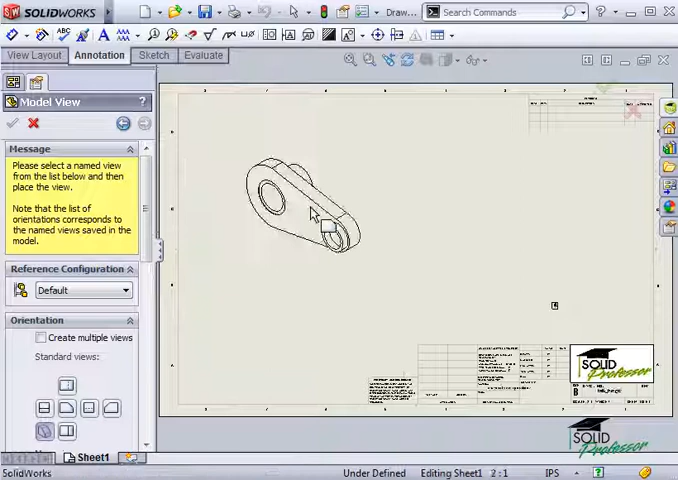 SOLIDWORKS
Draw...
Search Commands
View Layout
Annotation
Sketch
Evaluate
Model View
Message
Please select a named view
from the list below and then
place the view.
Note that the list of
orientations corresponds to
the named views saved in the
model.
Reference Configuration
Default
Orientation
Create multiple views
Standard views:
SOLID
Professor
B
SOLID
Professor
Sheet1
SolidWorks
Under Defined
Editing Sheet1
2 : 1
IPS